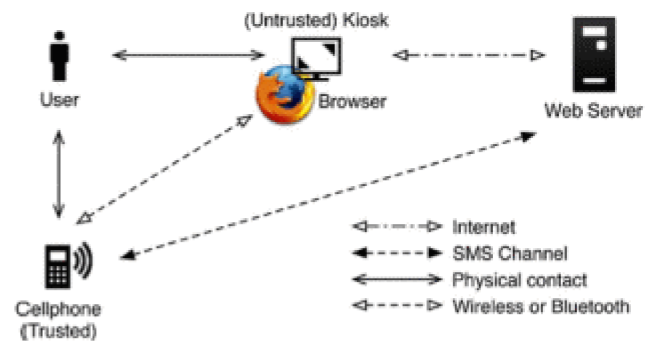 (Untrusted) Kiosk
User
Browser
Web Server
Cellphone
(Trusted)
Internet
SMS Channel
Physical contact
Wireless or Bluetooth